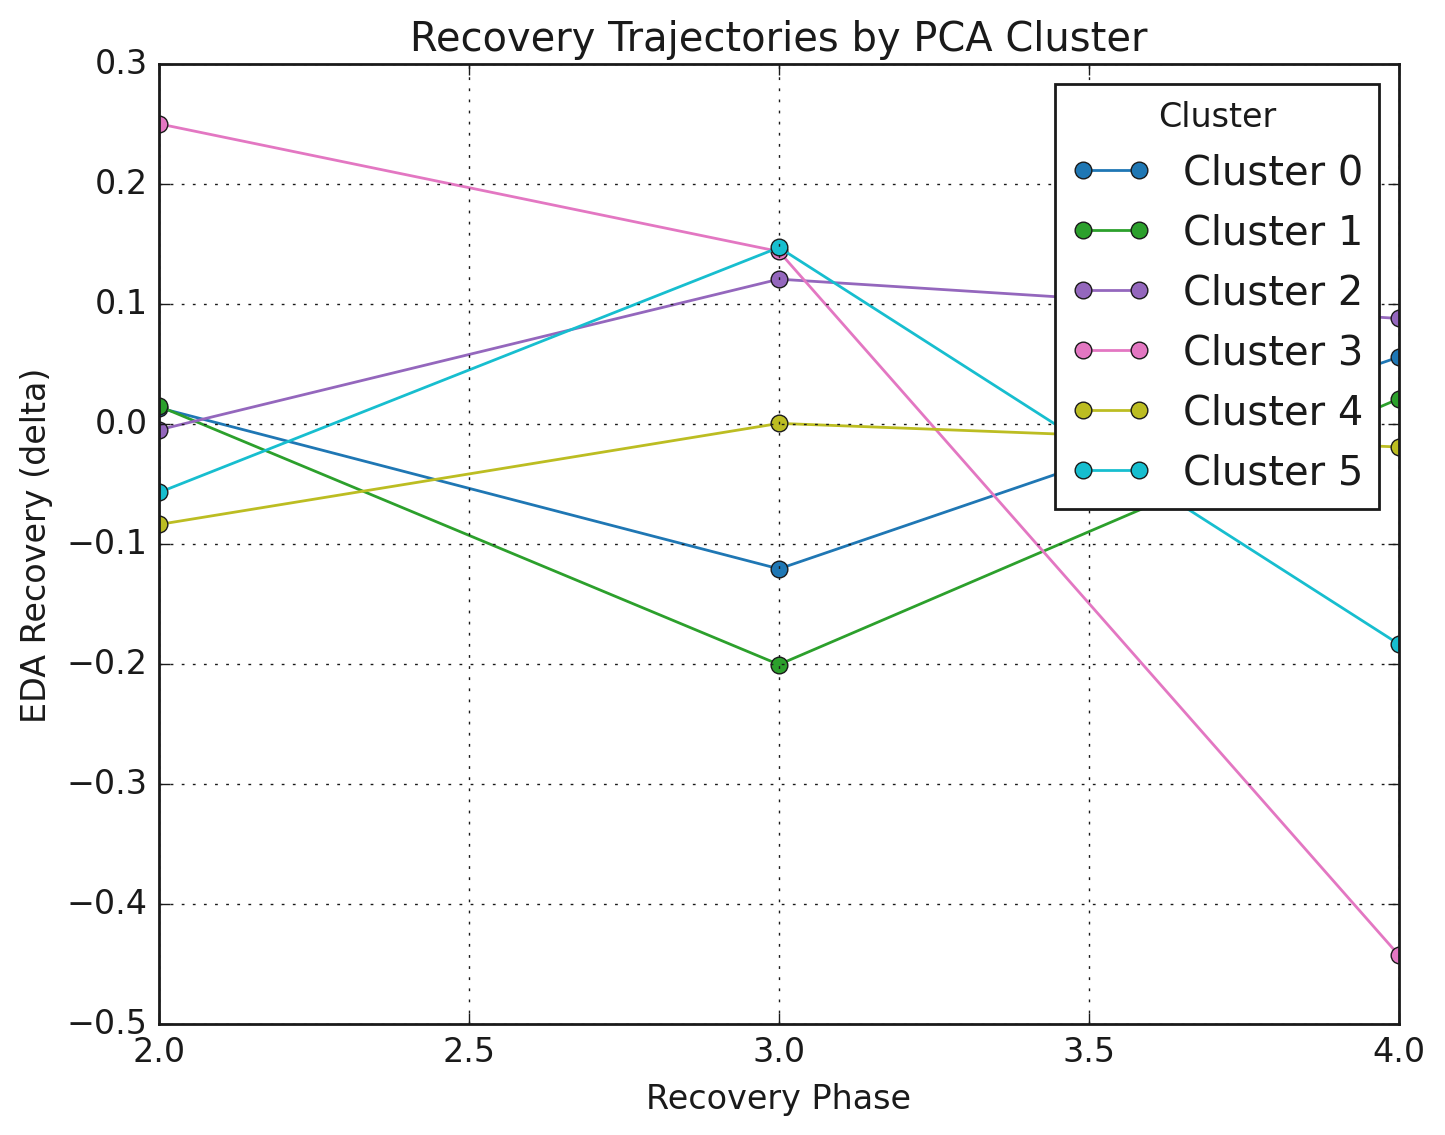 Recovery Trajectories by PCA Cluster
0.3
0.2
0.1
0.0
−0.1
−0.2
−0.3
−0.4
−0.5
EDA Recovery (delta)
Cluster
Cluster 0
Cluster 1
Cluster 2
Cluster 3
Cluster 4
Cluster 5
2.0 2.5 3.0 3.5 4.0
Recovery Phase